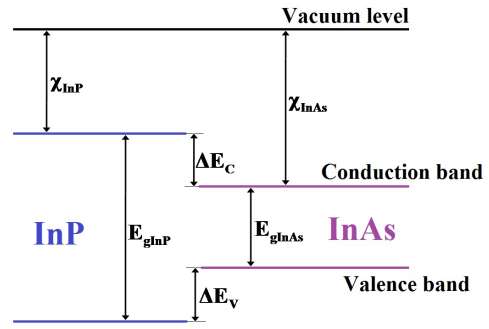 Vacuum level
χInP
χInAs
ΔEC
Conduction band
InP
EgInP
EgInAs
InAs
ΔEV
Valence band